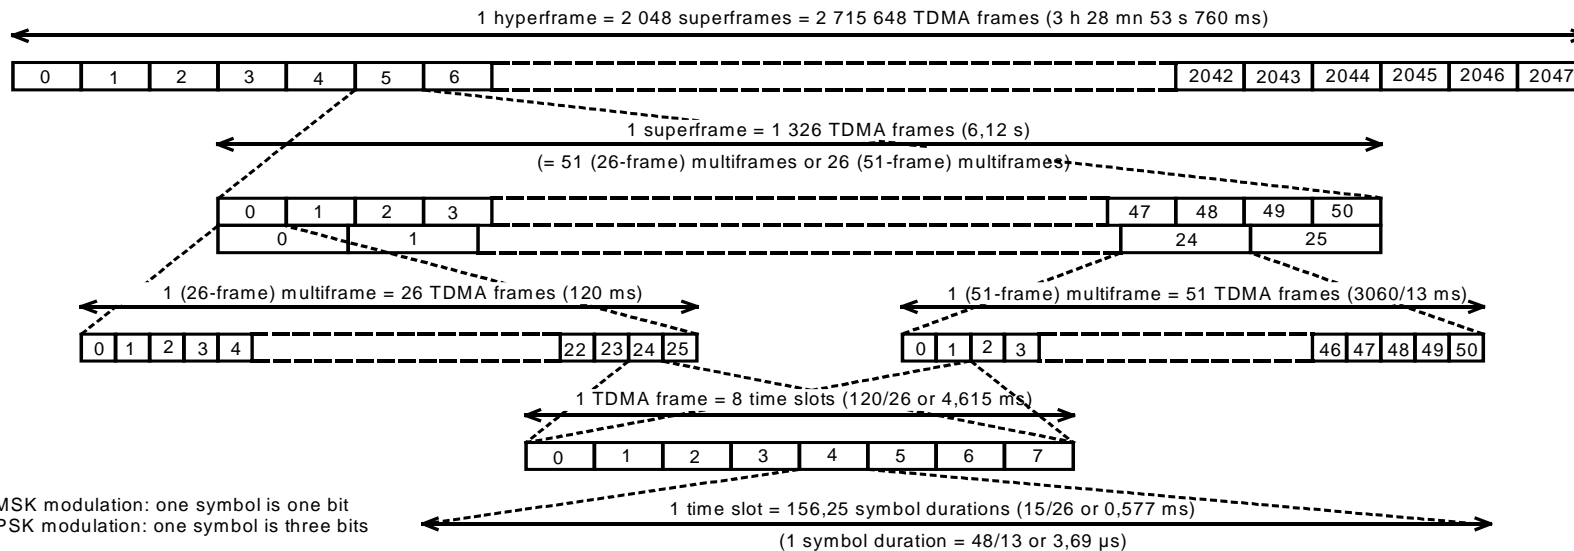 1 hyperframe = 2 048 superframes = 2 715 648 TDMA frames (3 h 28 mn 53 s 760 ms)
0 1 2 3 4 5 6 2042 2043 2044 2045 2046 2047
1 superframe = 1 326 TDMA frames (6,12 s)
(= 51 (26-frame) multiframes or 26 (51-frame) multiframes)
0 1 2 3 47 48 49 50
0 1 24 25
1 (26-frame) multiframe = 26 TDMA frames (120 ms) 1 (51-frame) multiframe = 51 TDMA frames (3060/13 ms)
0 1 2 3 4 22 23 24 25 0 1 2 3 46 47 48 49 50
1 TDMA frame = 8 time slots (120/26 or 4,615 ms)
0 1 2 3 4 5 6 7
MSK modulation: one symbol is one bit
PSK modulation: one symbol is three bits
1 time slot = 156,25 symbol durations (15/26 or 0,577 ms)
(1 symbol duration = 48/13 or 3,69 µs)